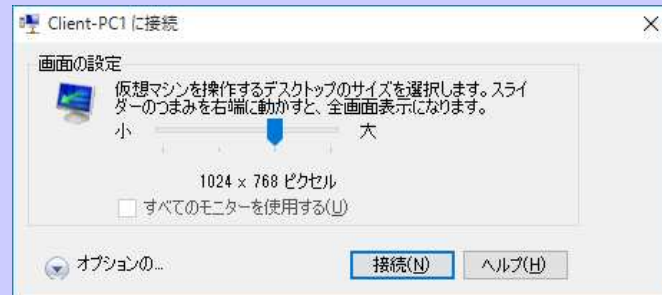 Client-PC1 に接続
画面の設定
仮想マシンを操作するデスクトップのサイズを選択します。スライ
ダーのつまみを右端に動かすと、全画面表示になります。
小 大
1024 x 768 ピクセル
すべてのモニターを使用する(U)
オプションの... 接続(N) ヘルプ(H)